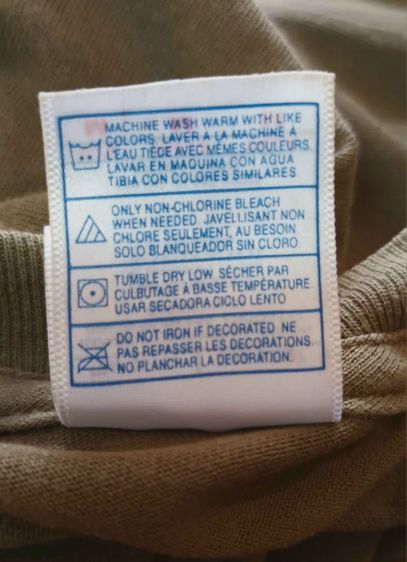 MACHINE WASH WARM WITH LIKE
COLORS. LAVER À LA MACHINE À
L'EAU TIÈDE AVEC MÊMES COULEURS.
LAVAR EN MAQUINA CON AGUA
TIBIA CON COLORES SIMILARES.
ONLY NON-CHLORINE BLEACH
WHEN NEEDED. JAVELLISANT NON
CHLORE SEULEMENT, AU BESOIN.
SOLO BLANQUEADOR SIN CLORO.
TUMBLE DRY LOW. SÉCHER PAR
CULBUTAGE À BASSE TEMPÉRATURE
USAR SECADORA CICLO LENTO
DO NOT IRON IF DECORATED. NE
PAS REPASSER LES DECORATIONS.
NO PLANCHAR LA DECORATION.